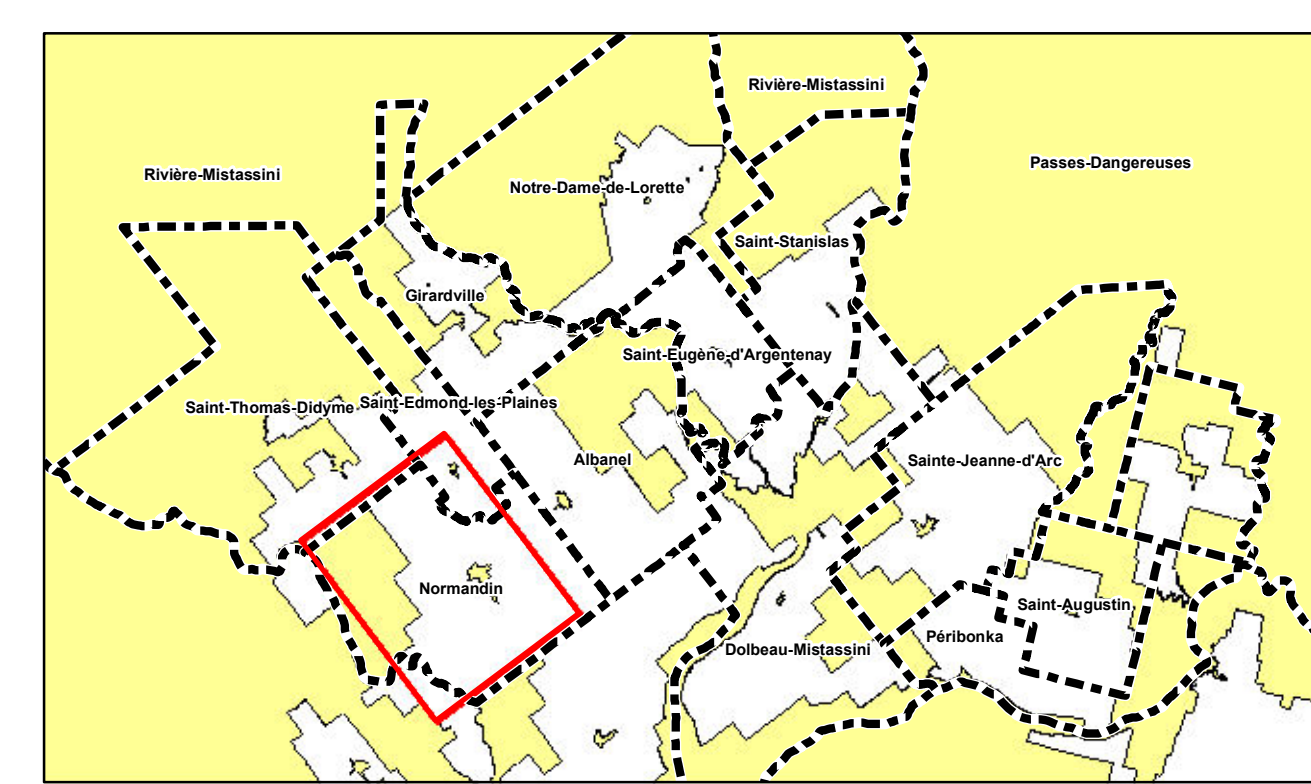 Rivière-Mistassini
Passes-Dangereuses
Rivière-Mistassini
Notre-Dame-de-Lorette
Saint-Stanislas
Girardville
Saint-Eugène-d'Argentenay
Saint-Thomas-Didyme
Saint-Edmond-les-Plaines
Albanel
Sainte-Jeanne-d'Arc
Normandin
Saint-Augustin
Péribonka
Dolbeau-Mistassini